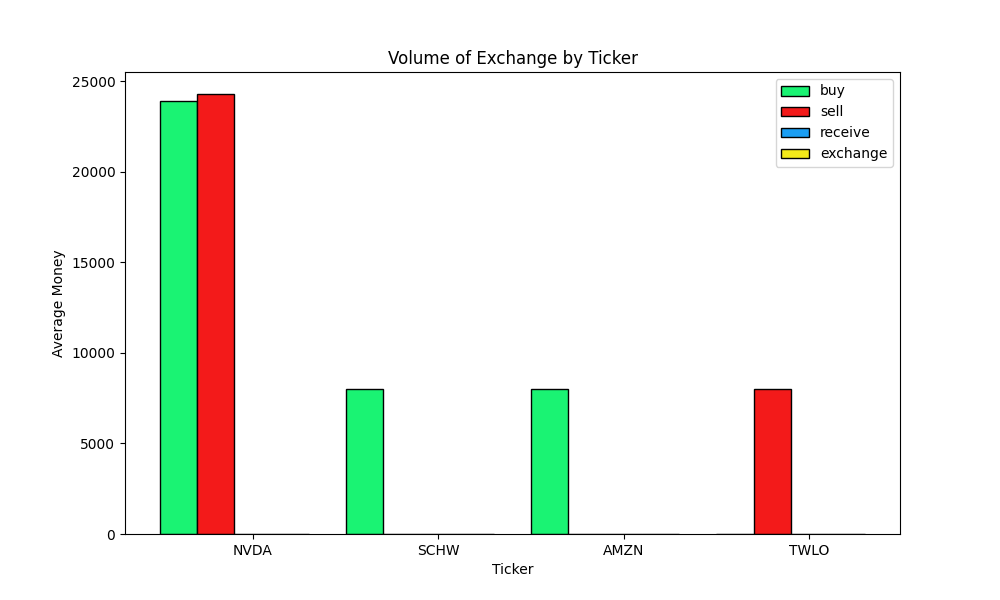 Volume of Exchange by Ticker
buy
sell
receive
exchange
Average Money
25000
20000
15000
10000
5000
0
NVDA
SCHW
AMZN
TWLO
Ticker